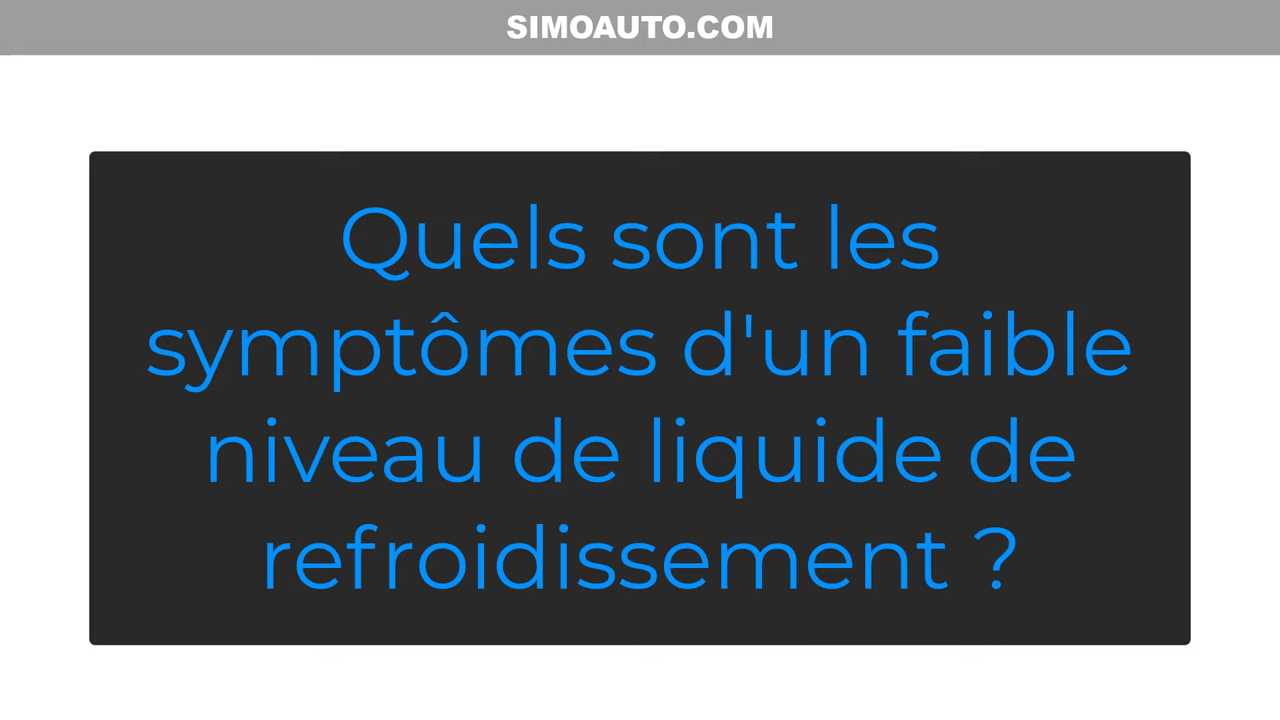 SIMOAUTO.COM
Quels sont les
symptômes d'un faible
niveau de liquide de
refroidissement ?